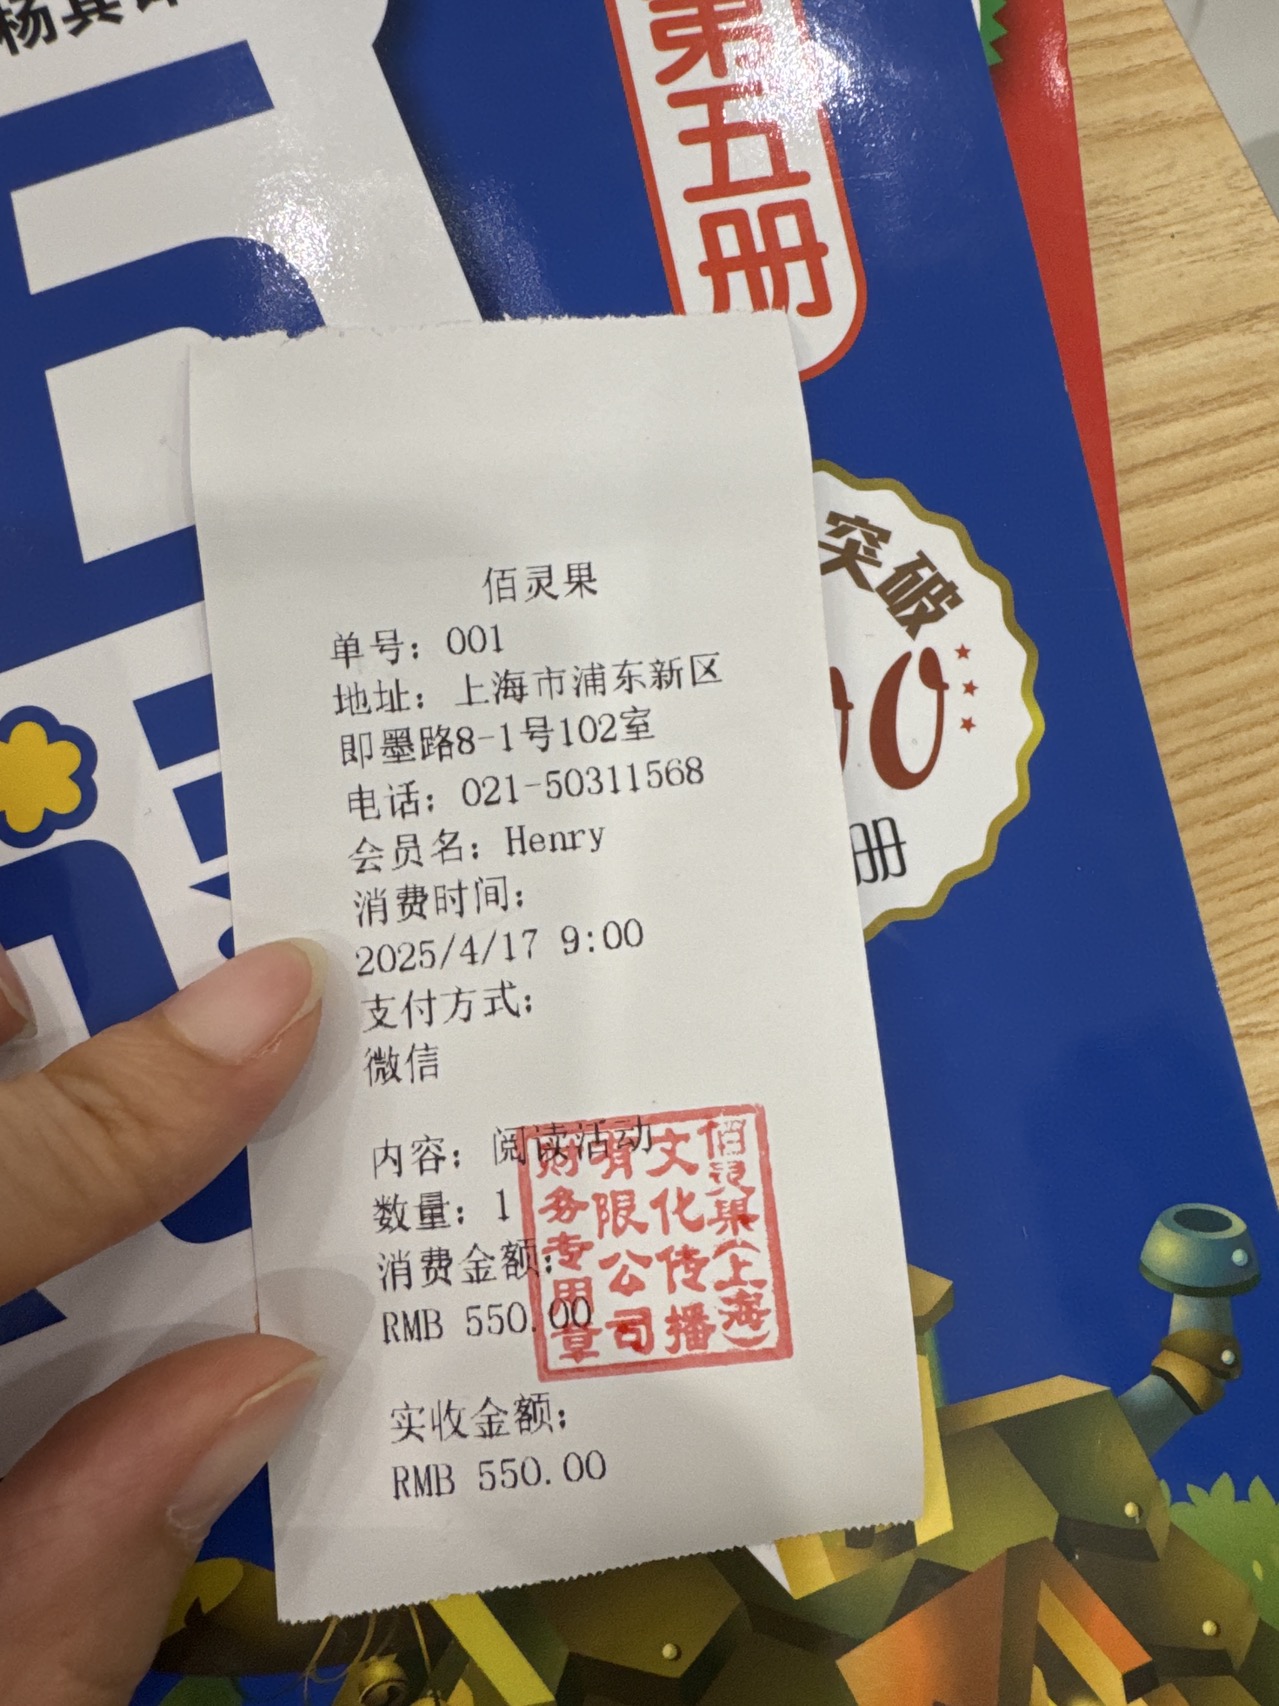 第五册
突破
册
佰灵果
单号：001
地址：上海市浦东新区
即墨路8-1号102室
电话：021-50311568
会员名：Henry
消费时间：
2025/4/17 9:00
支付方式：
微信
内容：阅读活动
数量：1
消费金额：
RMB 550.00
佰灵果（上海）
文化传播
有限公司
财务专用章
实收金额：
RMB 550.00